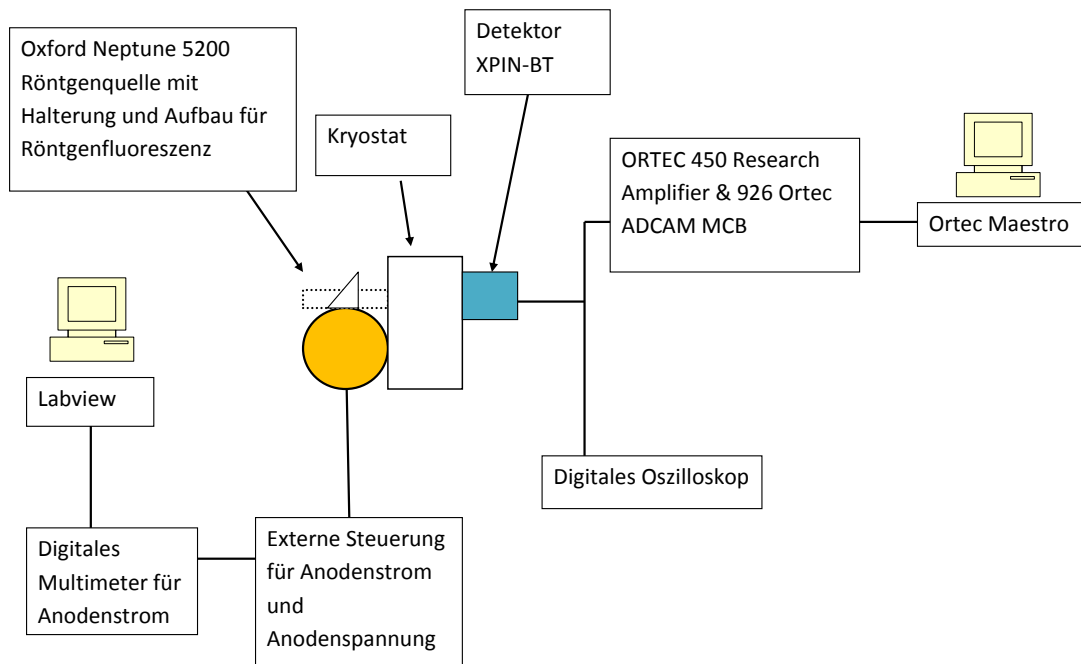 Oxford Neptune 5200
Röntgenquelle mit
Halterung und Aufbau für
Röntgenfluoreszenz
Kryostat
Detektor
XPIN-BT
ORTEC 450 Research
Amplifier & 926 Ortec
ADCAM MCB
Ortec Maestro
Labview
Digitales Oszilloskop
Digitales
Multimeter für
Anodenstrom
Externe Steuerung
für Anodenstrom
und
Anodenspannung